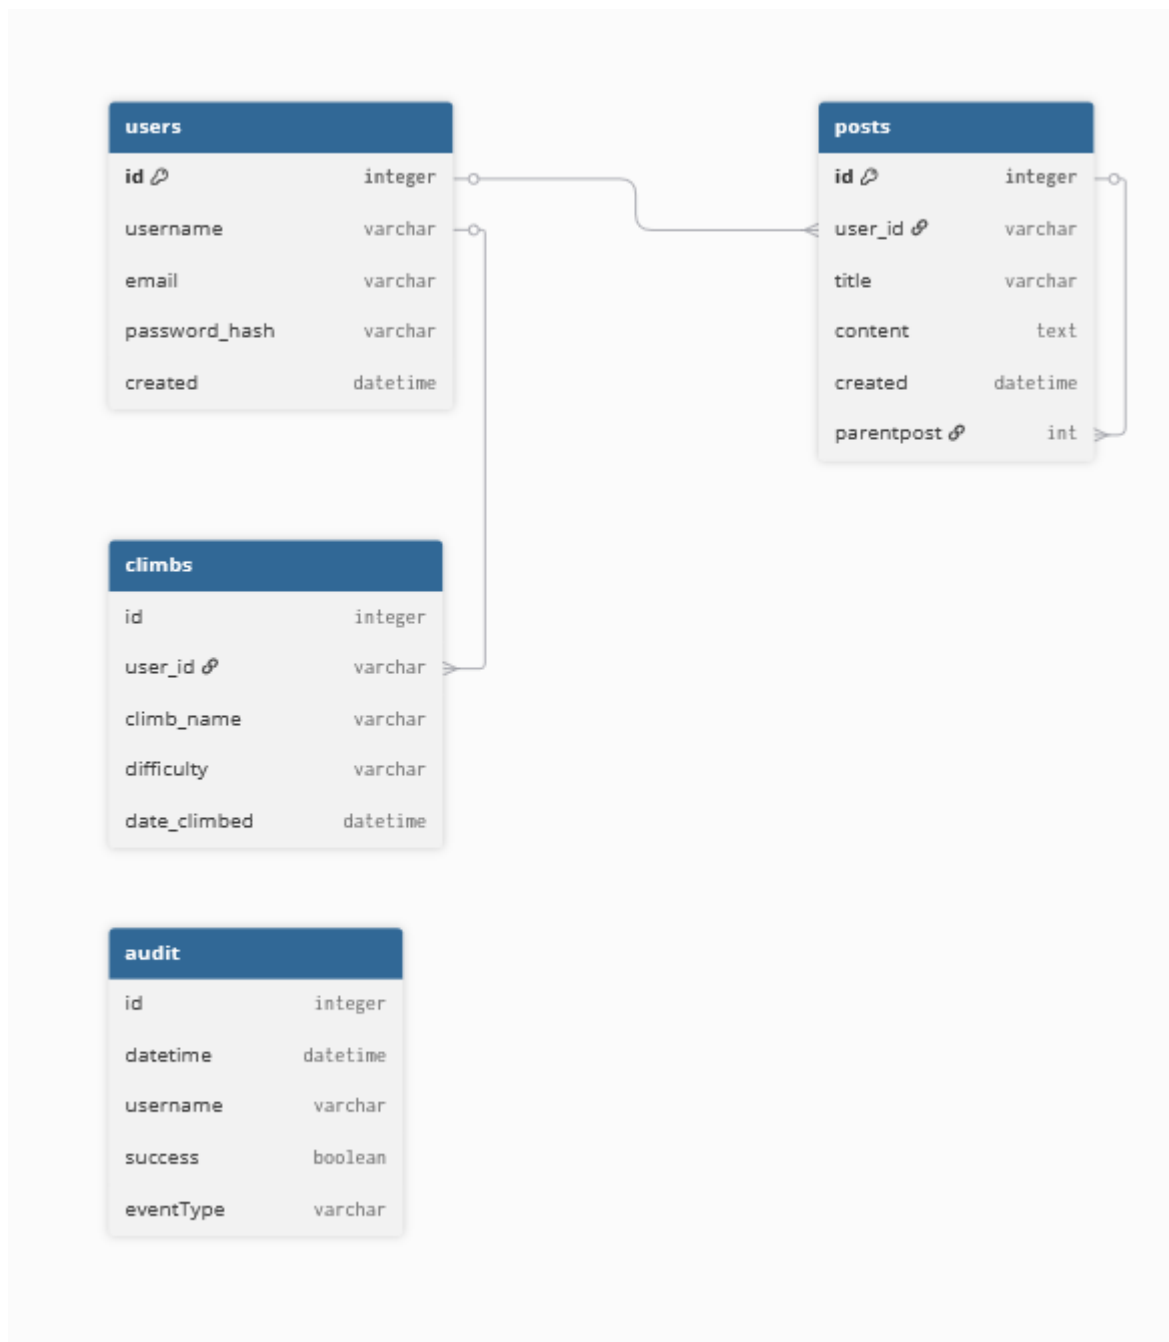 users
id integer
username varchar
email varchar
password_hash varchar
created datetime
posts
id integer
user_id varchar
title varchar
content text
created datetime
parentpost int
climbs
id integer
user_id varchar
climb_name varchar
difficulty varchar
date_climbed datetime
audit
id integer
datetime datetime
username varchar
success boolean
eventType varchar